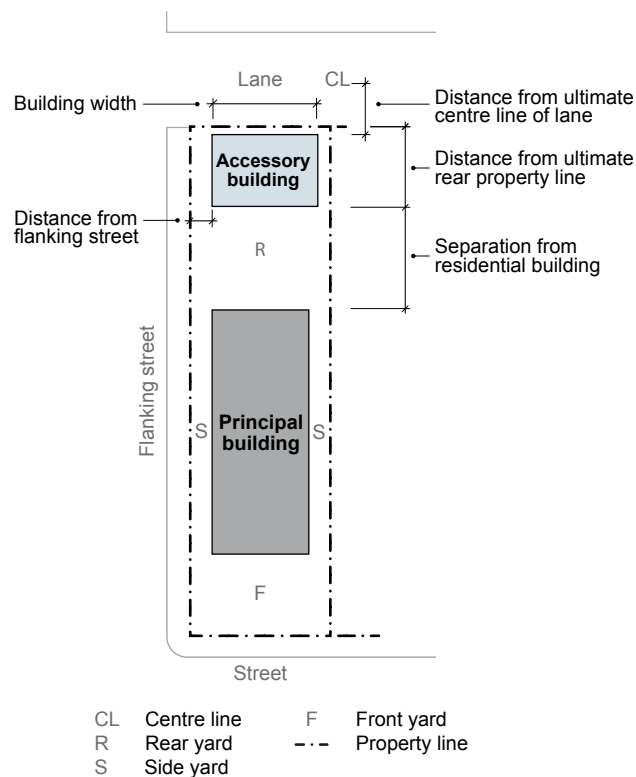 Lane
CL
Building width
Distance from ultimate
centre line of lane
Accessory
building
Distance from ultimate
rear property line
Distance from
flanking street
R
Separation from
residential building
Flanking street
S
Principal
building
S
F
Street
CL Centre line
F Front yard
R Rear yard
Property line
S Side yard